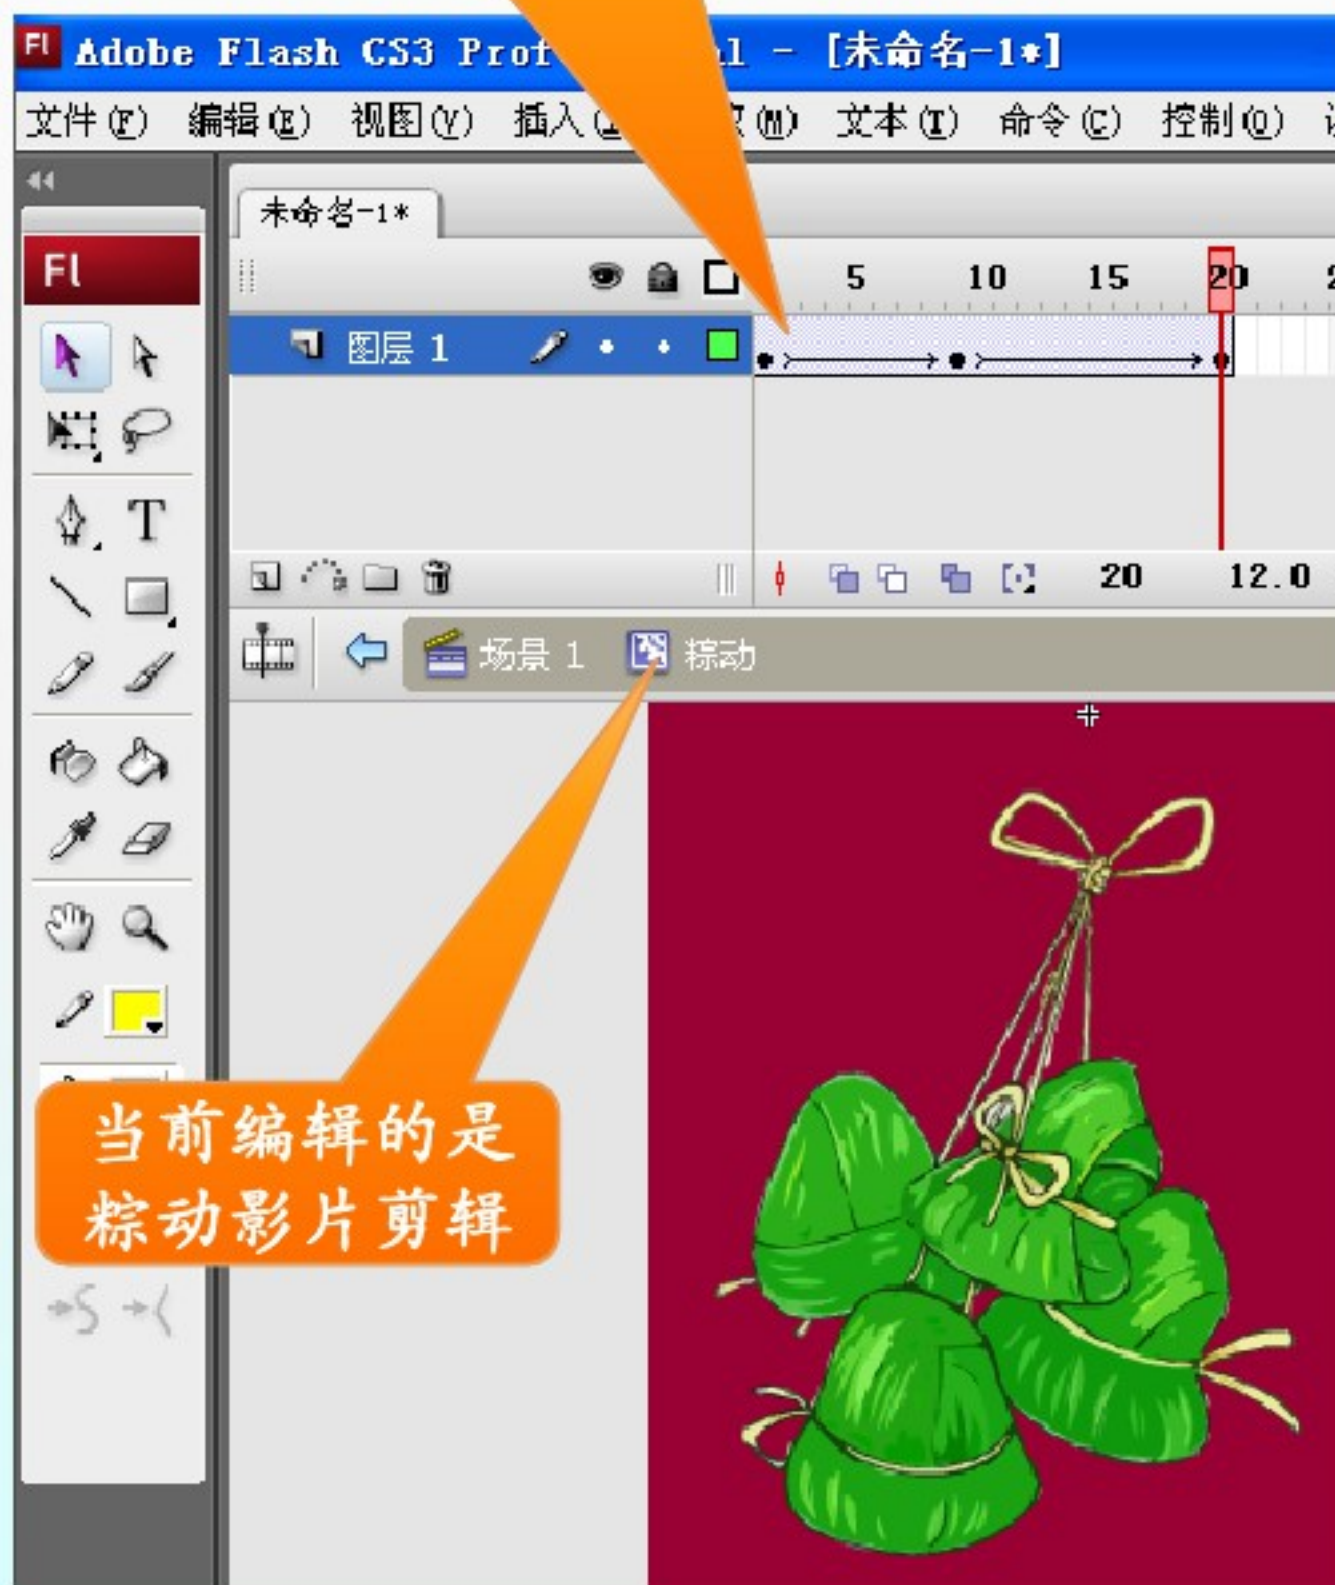 Fl Adobe Flash CS3 Prof l - [未命名-1*]
文件(F) 编辑(E) 视图(V) 插入 (M) 文本(T) 命令(C) 控制(O)
未命名-1*
Fl
5 10 15 20
图层 1
T
20 12.0
场景 1 粽动
当前编辑的是
粽动影片剪辑